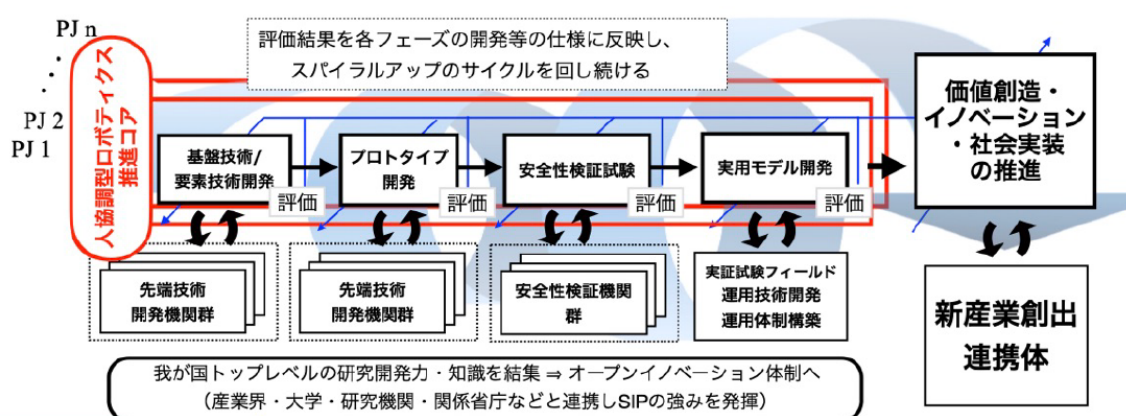 PJ n
PJ 2
PJ 1
人協調型ロボティクス
推進コア
評価結果を各フェーズの開発等の仕様に反映し、
スパイラルアップのサイクルを回し続ける
基盤技術/
要素技術開発
評価
プロトタイプ
開発
評価
安全性検証試験
評価
実用モデル開発
評価
価値創造・
イノベーション
・社会実装
の推進
先端技術
開発機関群
先端技術
開発機関群
安全性検証機関
群
実証試験フィールド
運用技術開発
運用体制構築
新産業創出
連携体
我が国トップレベルの研究開発力・知識を結集 ⇒ オープンイノベーション体制へ
（産業界・大学・研究機関・関係省庁などと連携しSIPの強みを発揮）